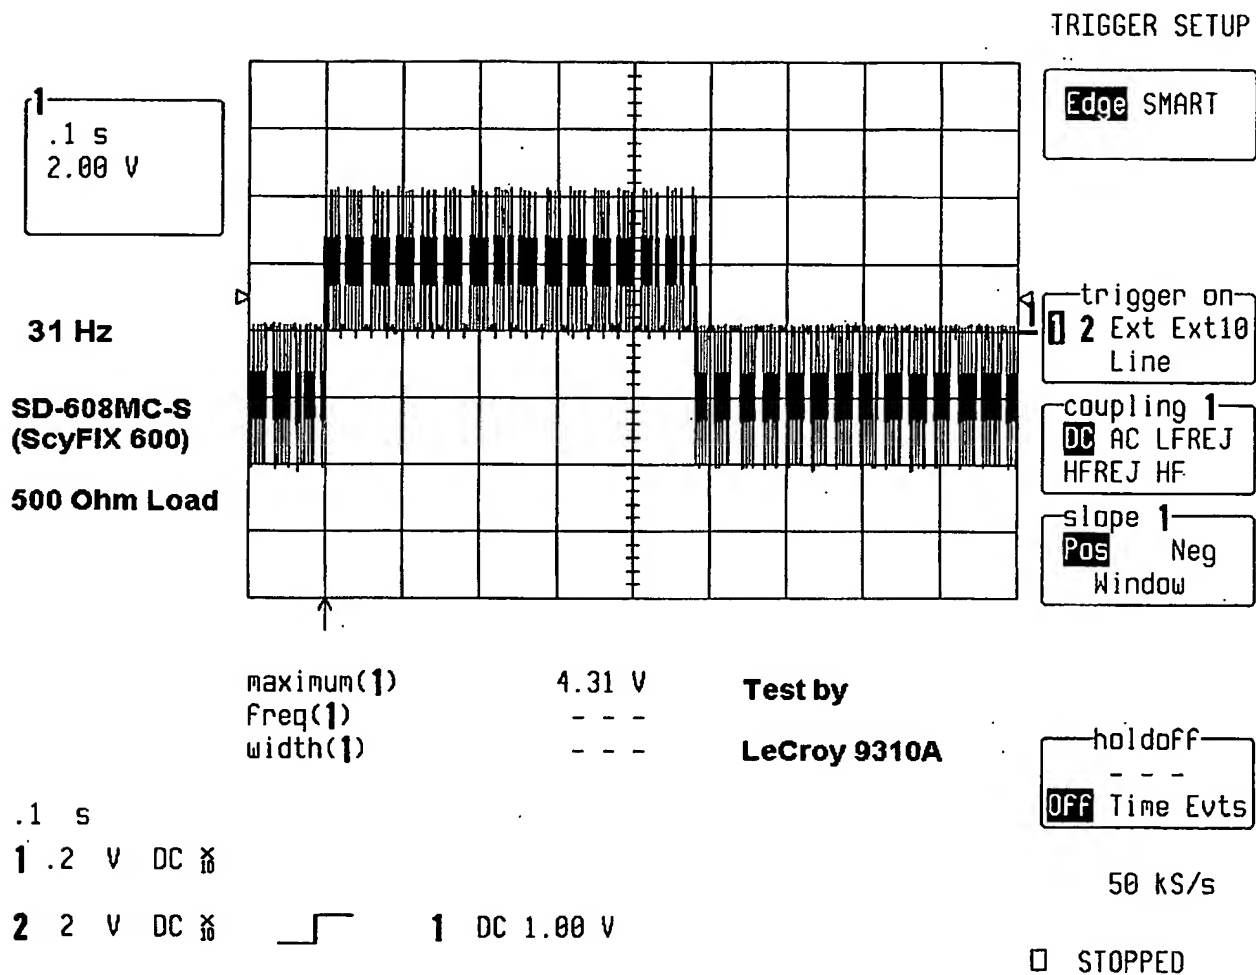 TRIGGER SETUP
1
.1 s
2.00 V
Edge SMART
31 Hz
SD-608MC-S
(ScyFIX 600)
500 Ohm Load
1
trigger on
1 2 Ext Ext10
Line
coupling 1
DC AC LFREJ
HFREJ HF
slope 1
Pos Neg
Window
maximum(1) 4.31 V
freq(1) - - -
width(1) - - -
Test by
LeCroy 9310A
holdoff
- - -
Off Time Evts
.1 s
1 .2 V DC X10
2 2 V DC X10
1 DC 1.00 V
50 kS/s
STOPPED